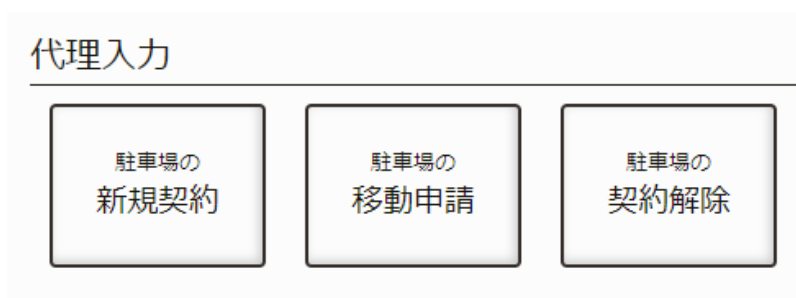 代理入力
駐車場の
新規契約
駐車場の
移動申請
駐車場の
契約解除